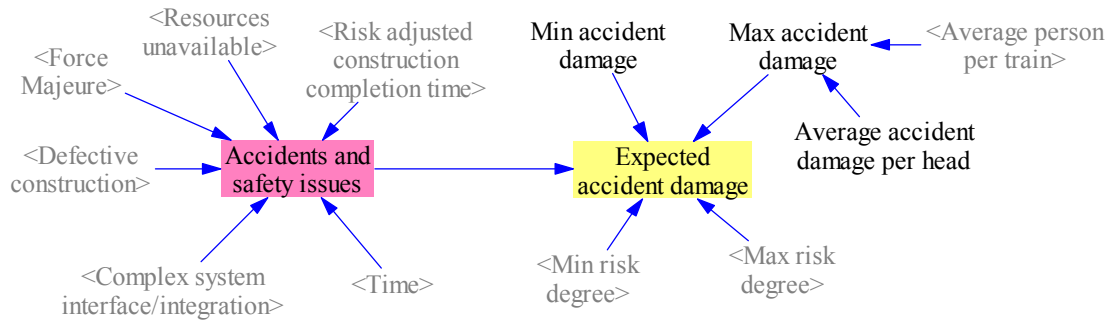 <Resources
unavailable>
<Risk adjusted
construction
completion time>
Min accident
damage
Max accident
damage
<Average person
per train>
<Force
Majeure>
Average accident
damage per head
<Defective
construction>
Accidents and
safety issues
Expected
accident damage
<Complex system
interface/integration>
<Time>
<Min risk
degree>
<Max risk
degree>